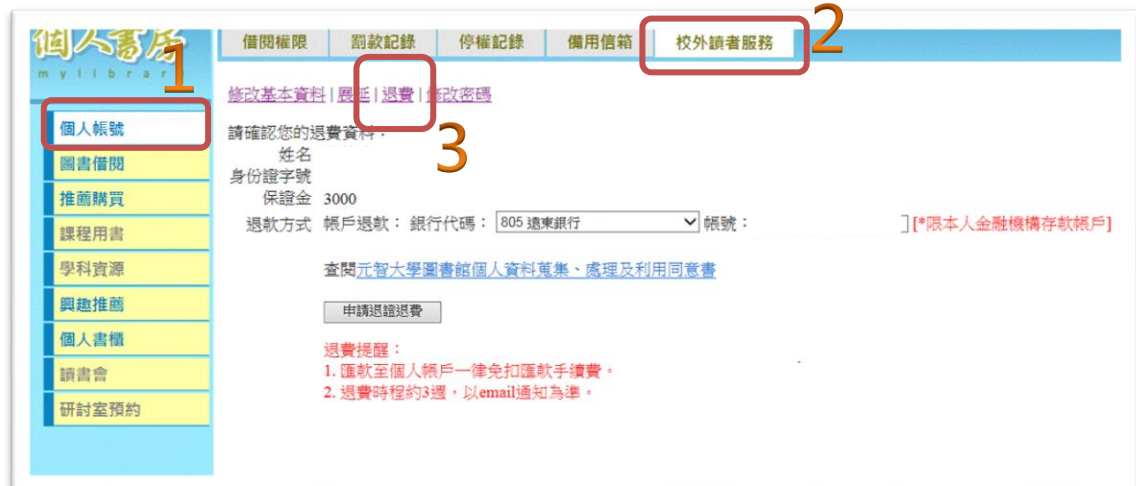 個人書房
mylibrary
1
個人帳號
圖書借閱
推薦購買
課程用書
學科資源
興趣推薦
個人書櫃
讀書會
研討室預約
借閱權限 罰款記錄 停權記錄 備用信箱 校外讀者服務
2
修改基本資料 | 展延 | 退費 | 修改密碼
3
請確認您的退費資料：
姓名
身份證字號
保證金 3000
退款方式 帳戶退款： 銀行代碼： 805 遠東銀行 帳號： ] [*限本人金融機構存款帳戶]
查閱元智大學圖書館個人資料蒐集、處理及利用同意書
申請退證退費
退費提醒：
1. 匯款至個人帳戶一律免扣匯款手續費。
2. 退費時程約3週，以email通知為準。